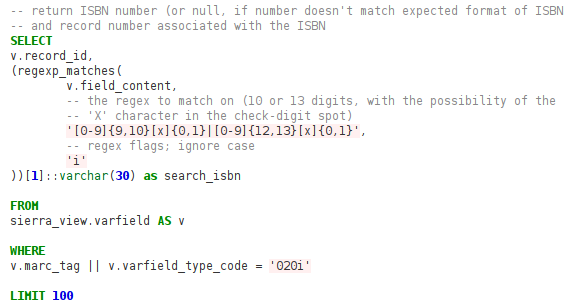 -- return ISBN number (or null, if number doesn't match expected format of ISBN
-- and record number associated with the ISBN
SELECT
v.record_id,
(regexp_matches(
        v.field_content,
        -- the regex to match on (10 or 13 digits, with the possibility of the
        -- 'X' character in the check-digit spot)
        '[0-9]{9,10}[x]{0,1}|[0-9]{12,13}[x]{0,1}',
        -- regex flags; ignore case
        'i'
))[1]::varchar(30) as search_isbn

FROM
sierra_view.varfield AS v

WHERE
v.marc_tag || v.varfield_type_code = '020i'

LIMIT 100